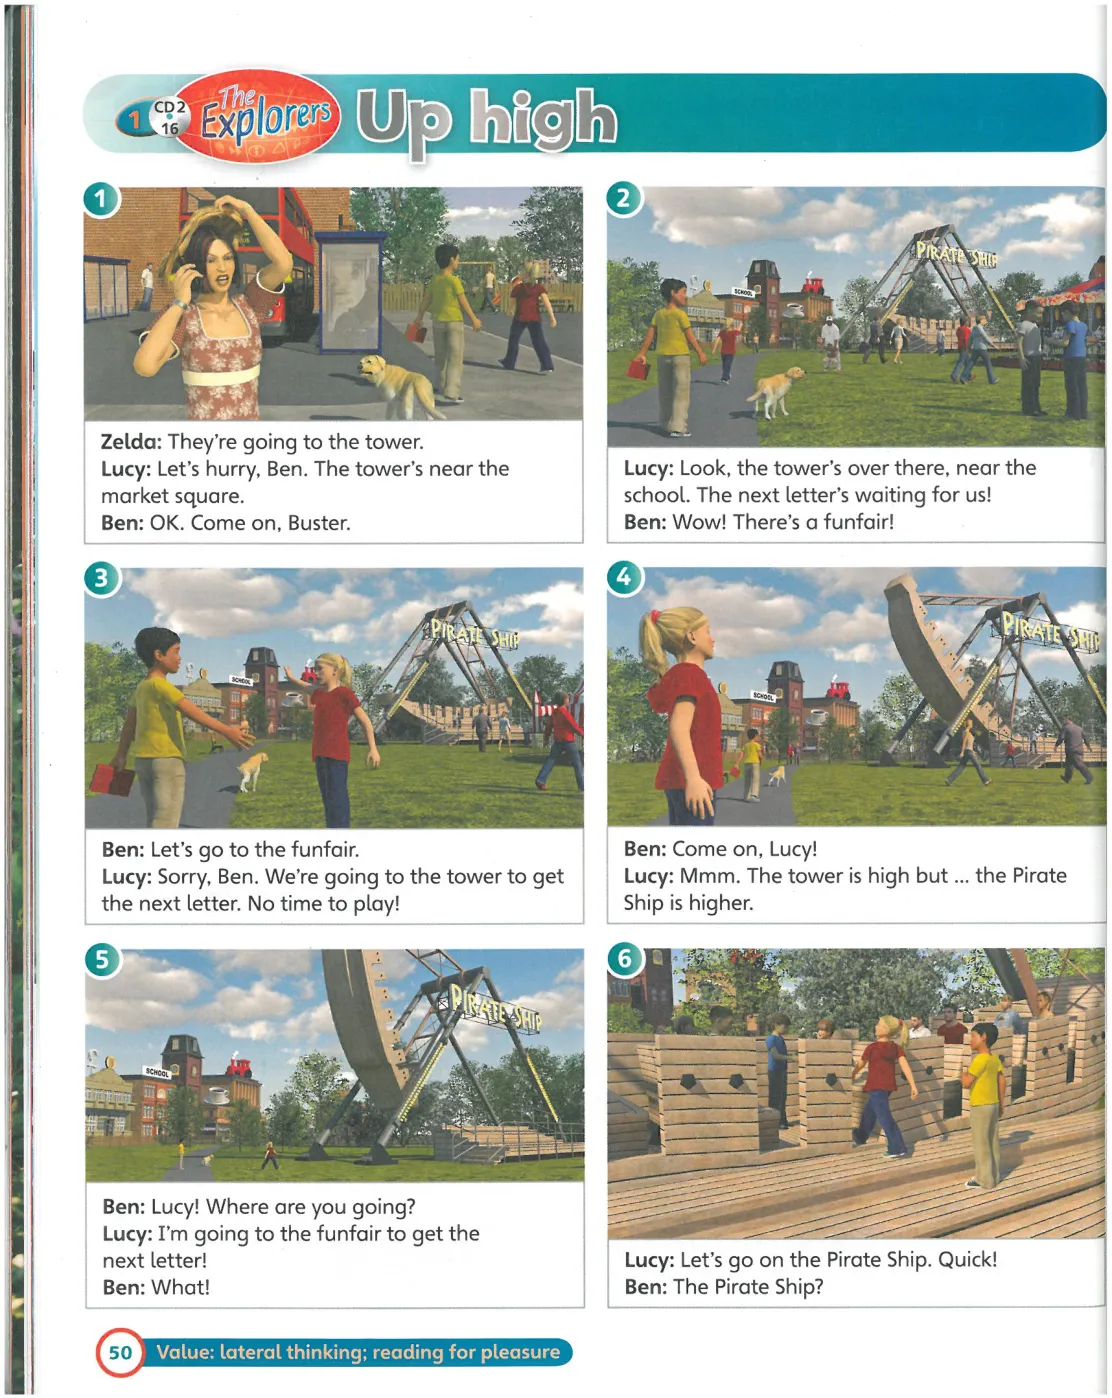 1 CD2 16 The Explorers Up high
1
Zelda: They're going to the tower.
Lucy: Let's hurry, Ben. The tower's near the
market square.
Ben: OK. Come on, Buster.
2
PIRATE SHIP
SCHOOL
Lucy: Look, the tower's over there, near the
school. The next letter's waiting for us!
Ben: Wow! There's a funfair!
3
PIRATE SHIP
SCHOOL
Ben: Let's go to the funfair.
Lucy: Sorry, Ben. We're going to the tower to get
the next letter. No time to play!
4
PIRATE SHIP
SCHOOL
Ben: Come on, Lucy!
Lucy: Mmm. The tower is high but ... the Pirate
Ship is higher.
5
PIRATE SHIP
SCHOOL
Ben: Lucy! Where are you going?
Lucy: I'm going to the funfair to get the
next letter!
Ben: What!
6
Lucy: Let's go on the Pirate Ship. Quick!
Ben: The Pirate Ship?
50 Value: lateral thinking; reading for pleasure